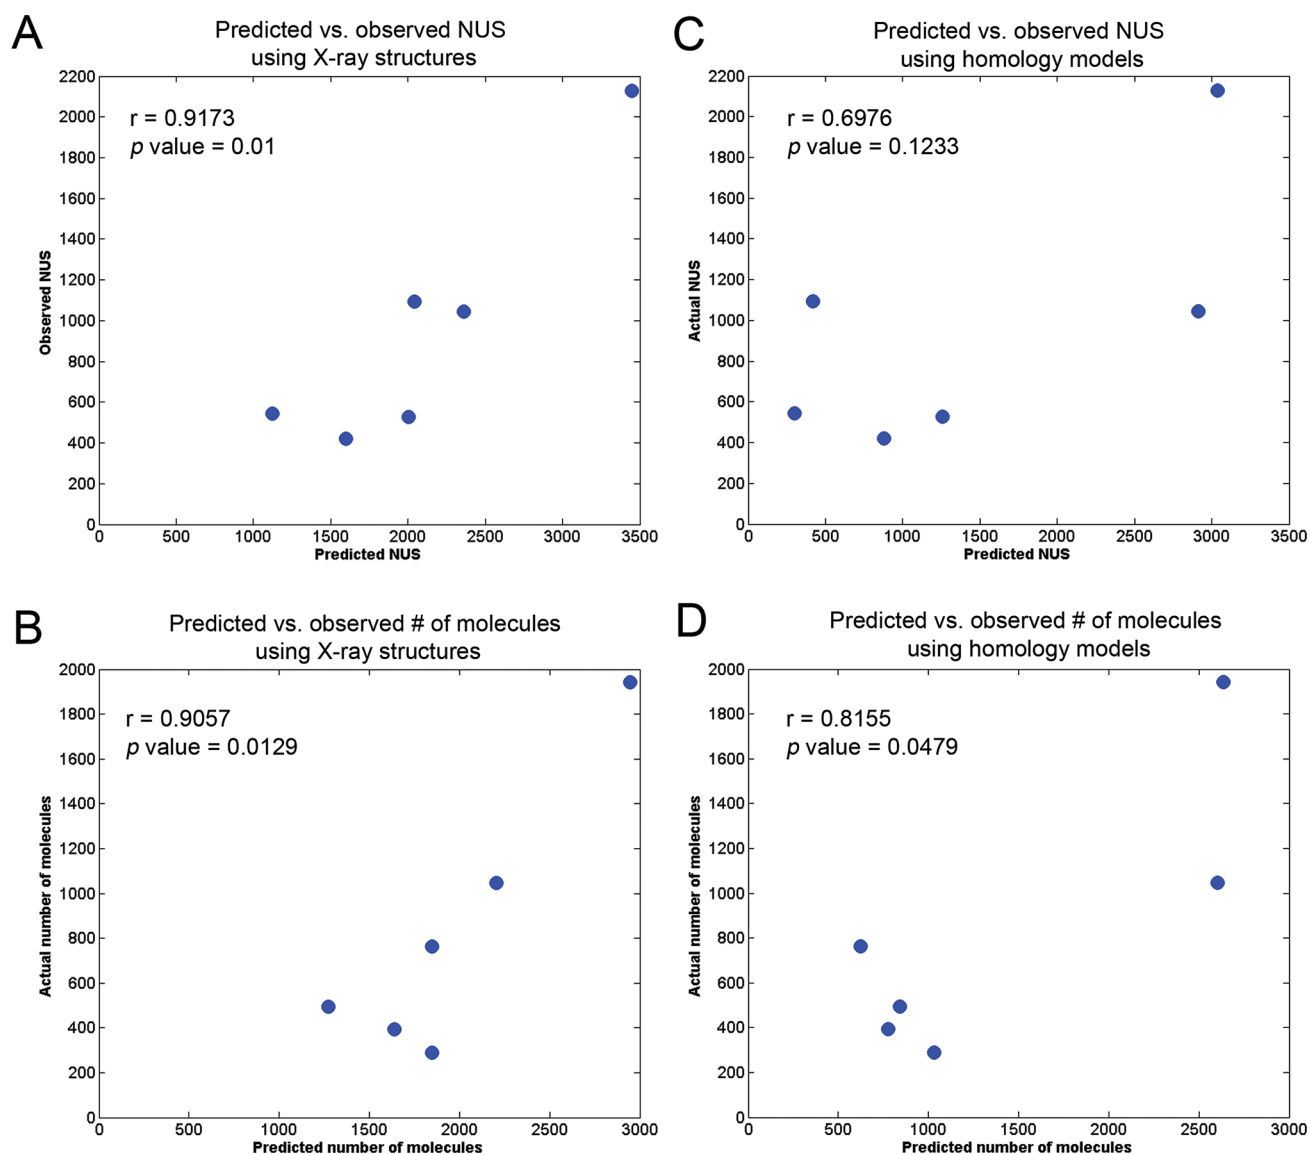 A
Predicted vs. observed NUS
using X-ray structures
r = 0.9173
p value = 0.01
2200
2000
1800
1600
1400
1200
1000
800
600
400
200
0
Observed NUS
0 500 1000 1500 2000 2500 3000 3500
Predicted NUS
C
Predicted vs. observed NUS
using homology models
r = 0.6976
p value = 0.1233
2200
2000
1800
1600
1400
1200
1000
800
600
400
200
0
Actual NUS
0 500 1000 1500 2000 2500 3000 3500
Predicted NUS
B
Predicted vs. observed # of molecules
using X-ray structures
r = 0.9057
p value = 0.0129
2000
1800
1600
1400
1200
1000
800
600
400
200
0
Actual number of molecules
0 500 1000 1500 2000 2500 3000
Predicted number of molecules
D
Predicted vs. observed # of molecules
using homology models
r = 0.8155
p value = 0.0479
2000
1800
1600
1400
1200
1000
800
600
400
200
0
Actual number of molecules
0 500 1000 1500 2000 2500 3000
Predicted number of molecules